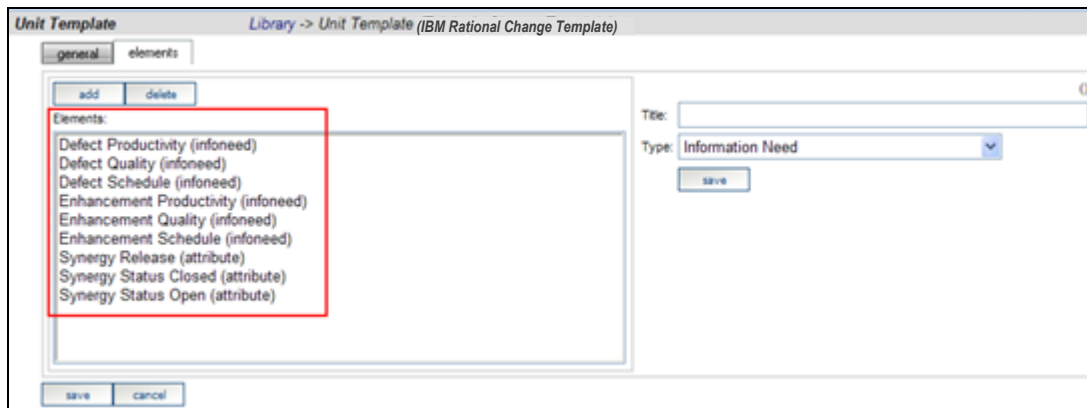 Unit Template Library -> Unit Template (IBM Rational Change Template)
general elements
add delete
Elements:
Defect Productivity (infoneed)
Defect Quality (infoneed)
Defect Schedule (infoneed)
Enhancement Productivity (infoneed)
Enhancement Quality (infoneed)
Enhancement Schedule (infoneed)
Synergy Release (attribute)
Synergy Status Closed (attribute)
Synergy Status Open (attribute)
Title:
Type: Information Need
save
save cancel